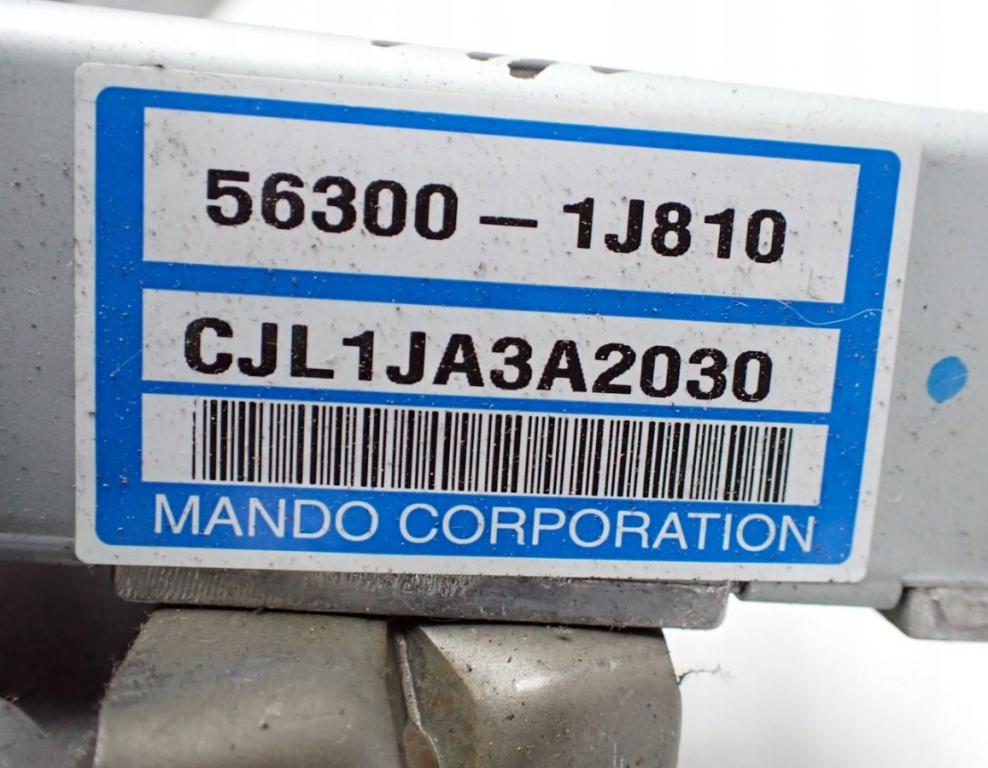 56300 – 1J810
CJL1JA3A2030
MANDO CORPORATION